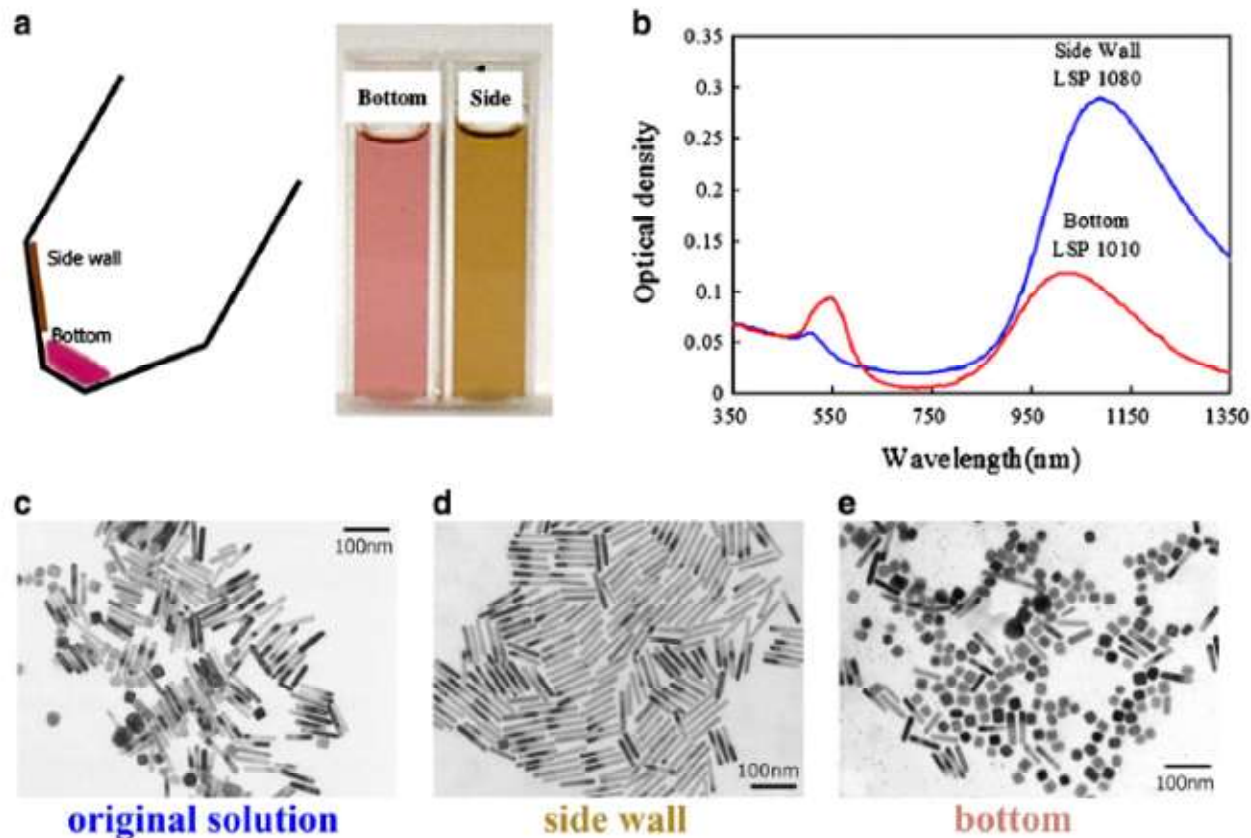 a
Bottom
Side
Side wall
Bottom
b
Optical density
0.35
0.3
0.25
0.2
0.15
0.1
0.05
0
Side Wall
LSP 1080
Bottom
LSP 1010
350
550
750
950
1150
1350
Wavelength(nm)
c
100nm
original solution
d
100nm
side wall
e
100nm
bottom